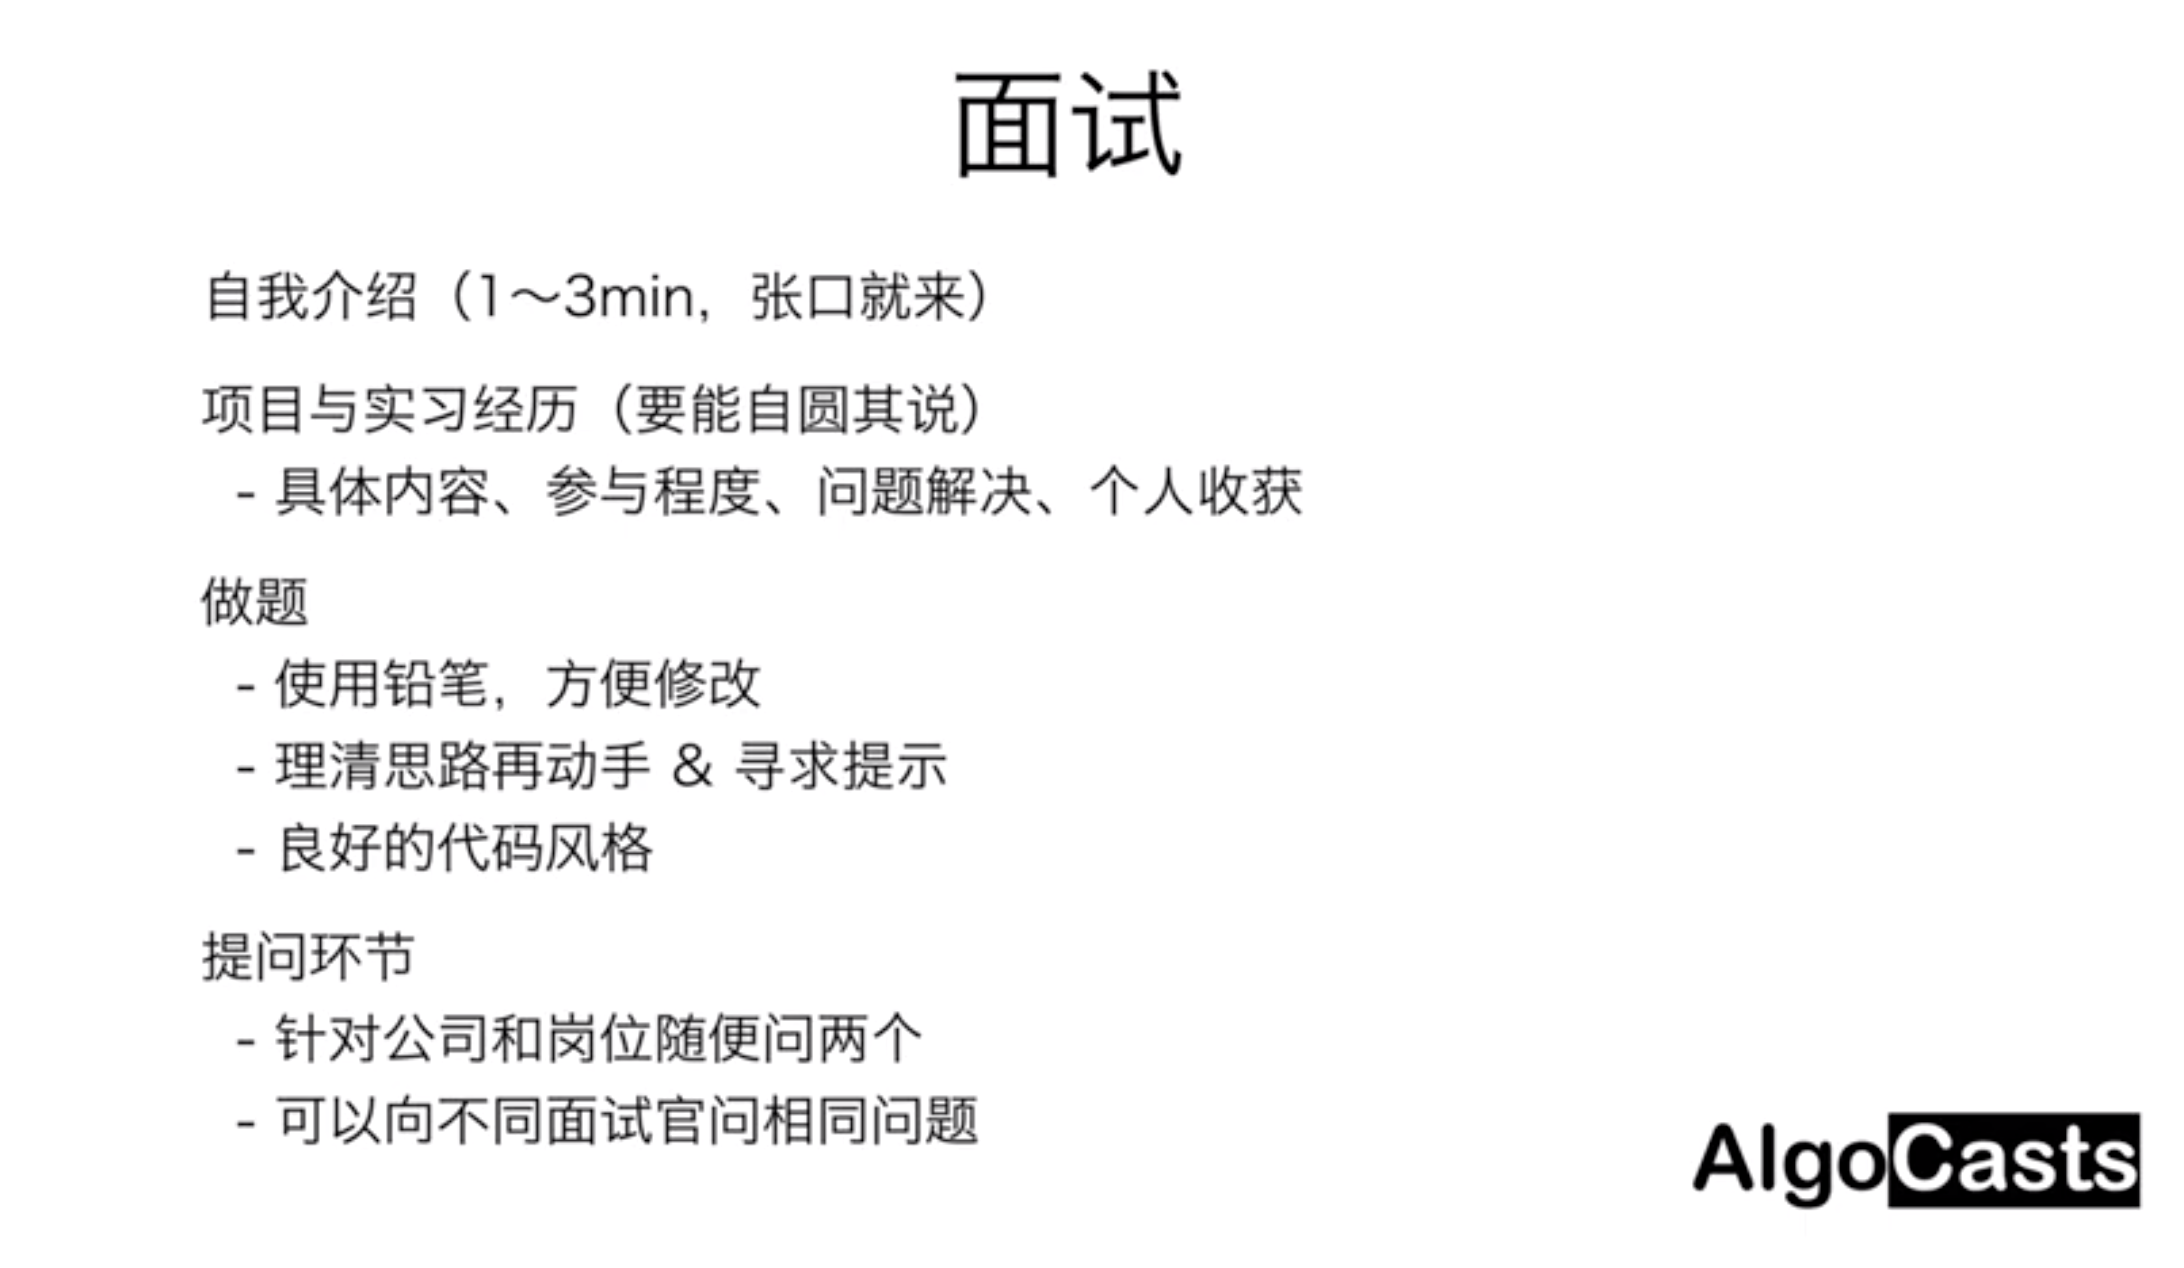 面试
自我介绍（1～3min，张口就来）
项目与实习经历（要能自圆其说）
- 具体内容、参与程度、问题解决、个人收获
做题
- 使用铅笔，方便修改
- 理清思路再动手 & 寻求提示
- 良好的代码风格
提问环节
- 针对公司和岗位随便问两个
- 可以向不同面试官问相同问题
AlgoCasts